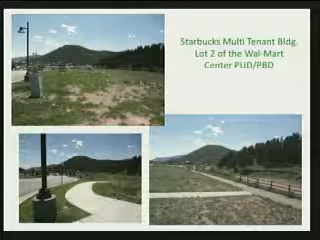 Starbucks Multi Tenant Bldg.
Lot 2 of the Wal-Mart
Center PUD/PBD